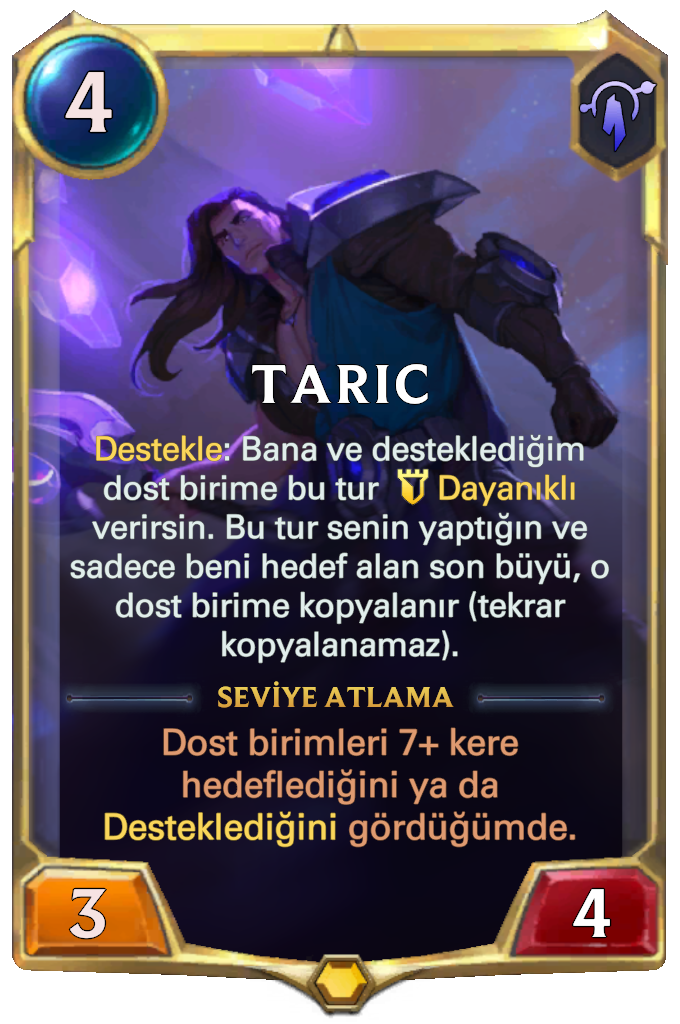 4
TARIC
Destekle: Bana ve desteklediğim
dost birime bu tur Dayanıklı
verirsin. Bu tur senin yaptığın ve
sadece beni hedef alan son büyü, o
dost birime kopyalanır (tekrar
kopyalanamaz).
SEVİYE ATLAMA
Dost birimleri 7+ kere
hedeflediğini ya da
Desteklediğini gördüğümde.
3
4